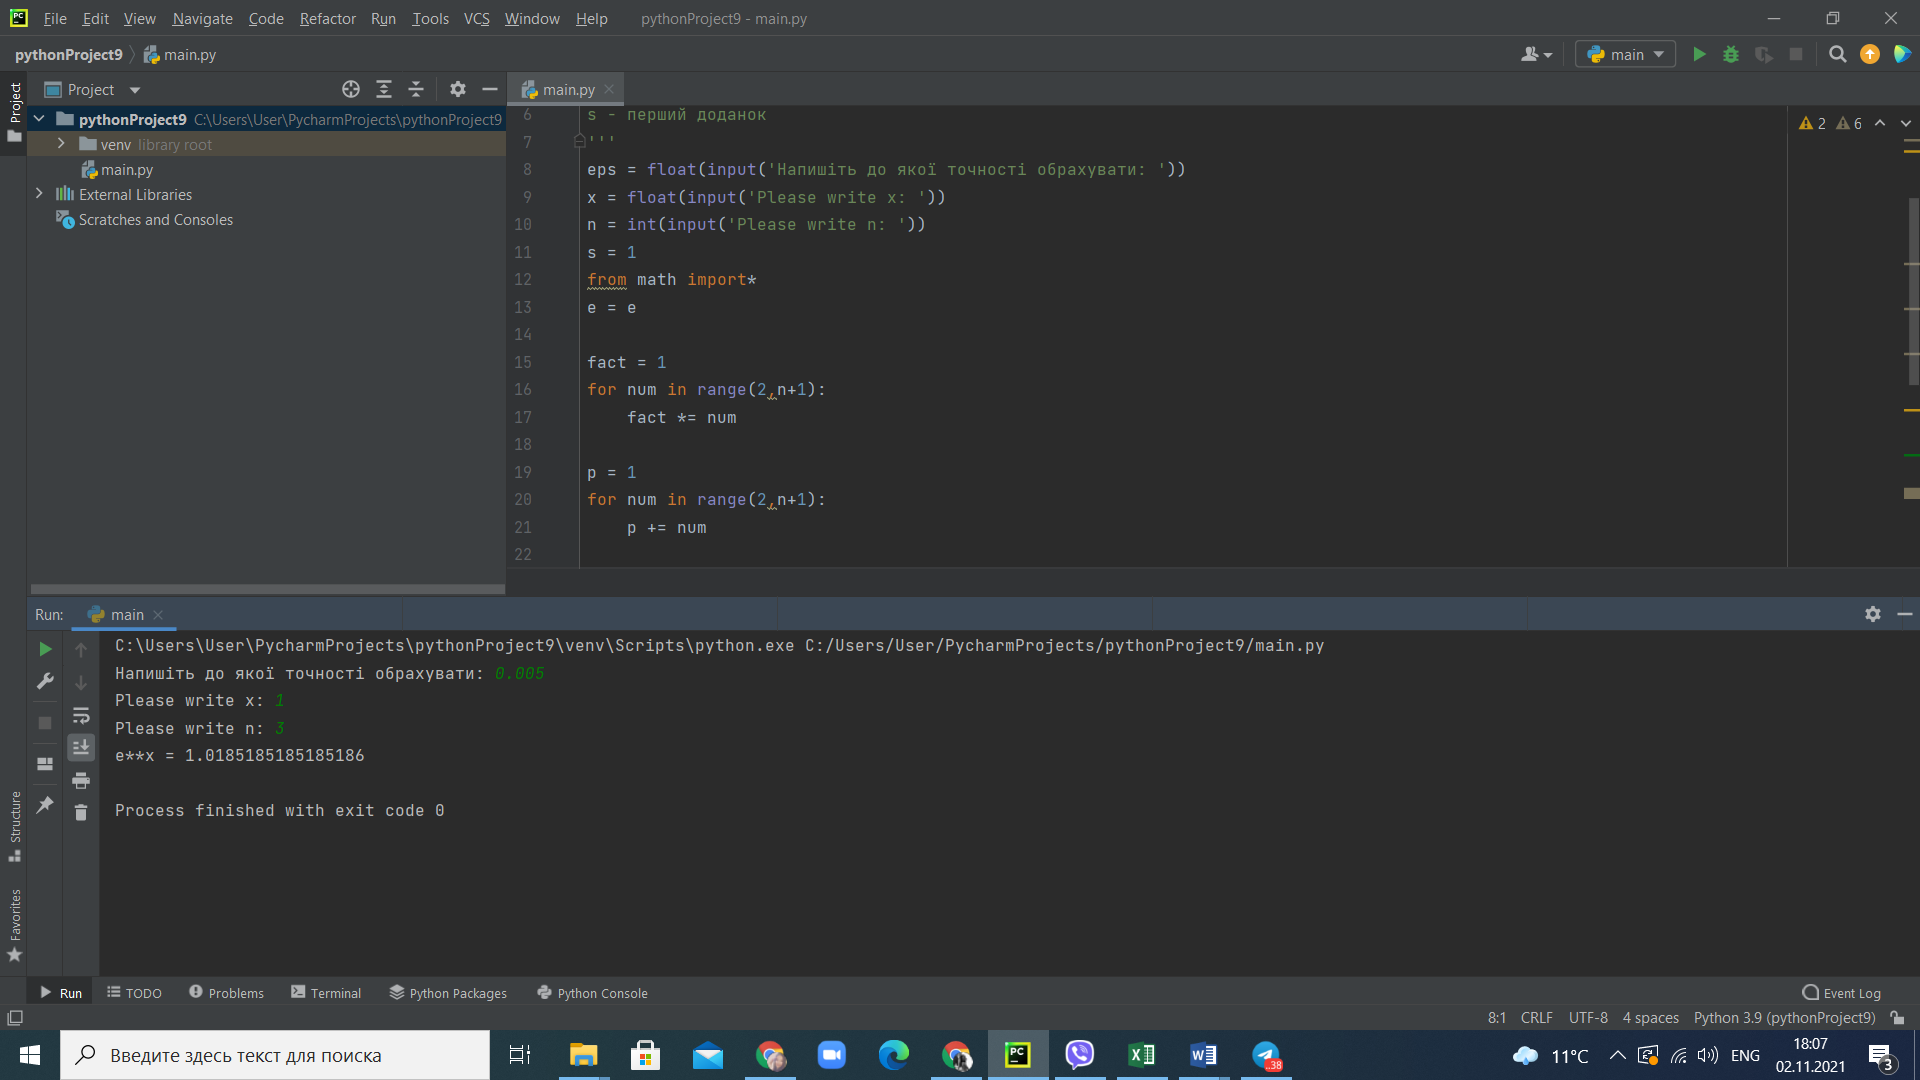 File Edit View Navigate Code Refactor Run Tools VCS Window Help pythonProject9 - main.py
pythonProject9 main.py main
Project
Project
main.py
pythonProject9 C:\Users\User\PycharmProjects\pythonProject9
venv library root
main.py
External Libraries
Scratches and Consoles
2 6
6 s - перший доданок
7 '''
8 eps = float(input('Напишіть до якої точності обрахувати: '))
9 x = float(input('Please write x: '))
10 n = int(input('Please write n: '))
11 s = 1
12 from math import*
13 e = e
14
15 fact = 1
16 for num in range(2,n+1):
17 fact *= num
18
19 p = 1
20 for num in range(2,n+1):
21 p += num
22
Run: main
C:\Users\User\PycharmProjects\pythonProject9\venv\Scripts\python.exe C:/Users/User/PycharmProjects/pythonProject9/main.py
Напишіть до якої точності обрахувати: 0.005
Please write x: 1
Please write n: 3
e**x = 1.0185185185185186
Process finished with exit code 0
Structure
Favorites
Run TODO Problems Terminal Python Packages Python Console Event Log
8:1 CRLF UTF-8 4 spaces Python 3.9 (pythonProject9)
Введите здесь текст для поиска
PC
38
11°C ENG
18:07
02.11.2021
3